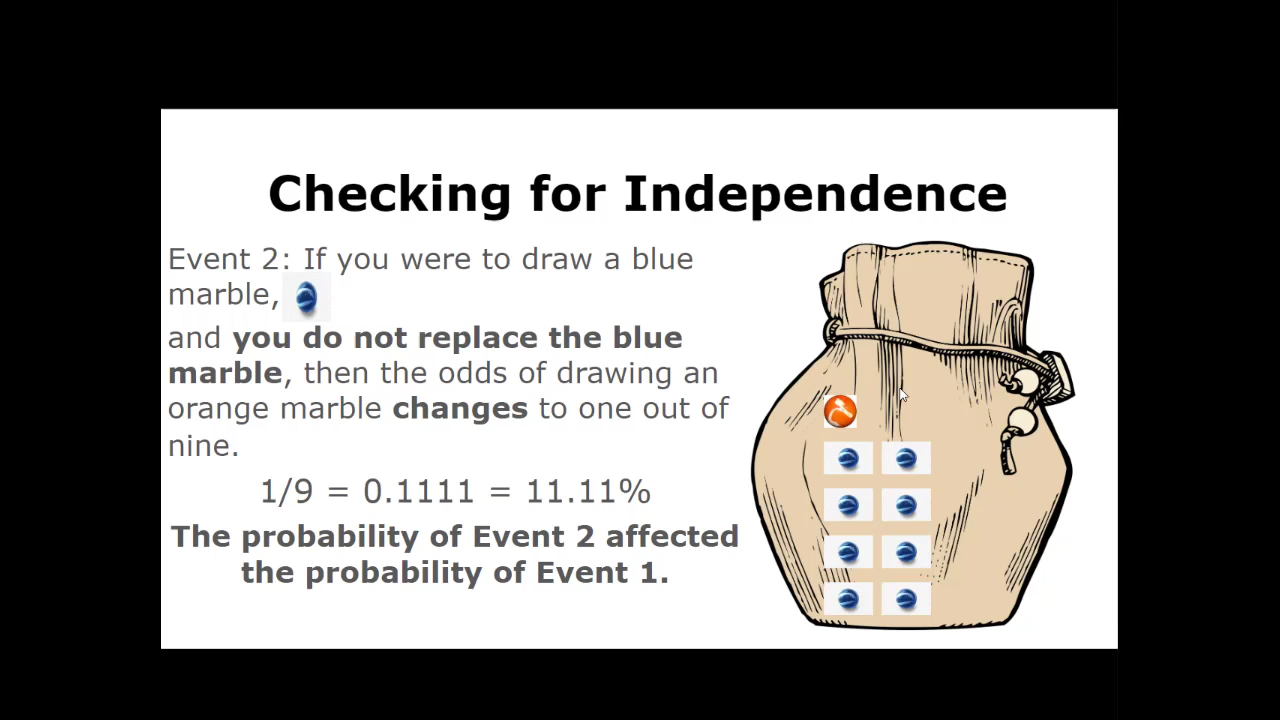 Checking for Independence
Event 2: If you were to draw a blue
marble,
and you do not replace the blue
marble, then the odds of drawing an
orange marble changes to one out of
nine.
1/9 = 0.1111 = 11.11%
The probability of Event 2 affected
the probability of Event 1.